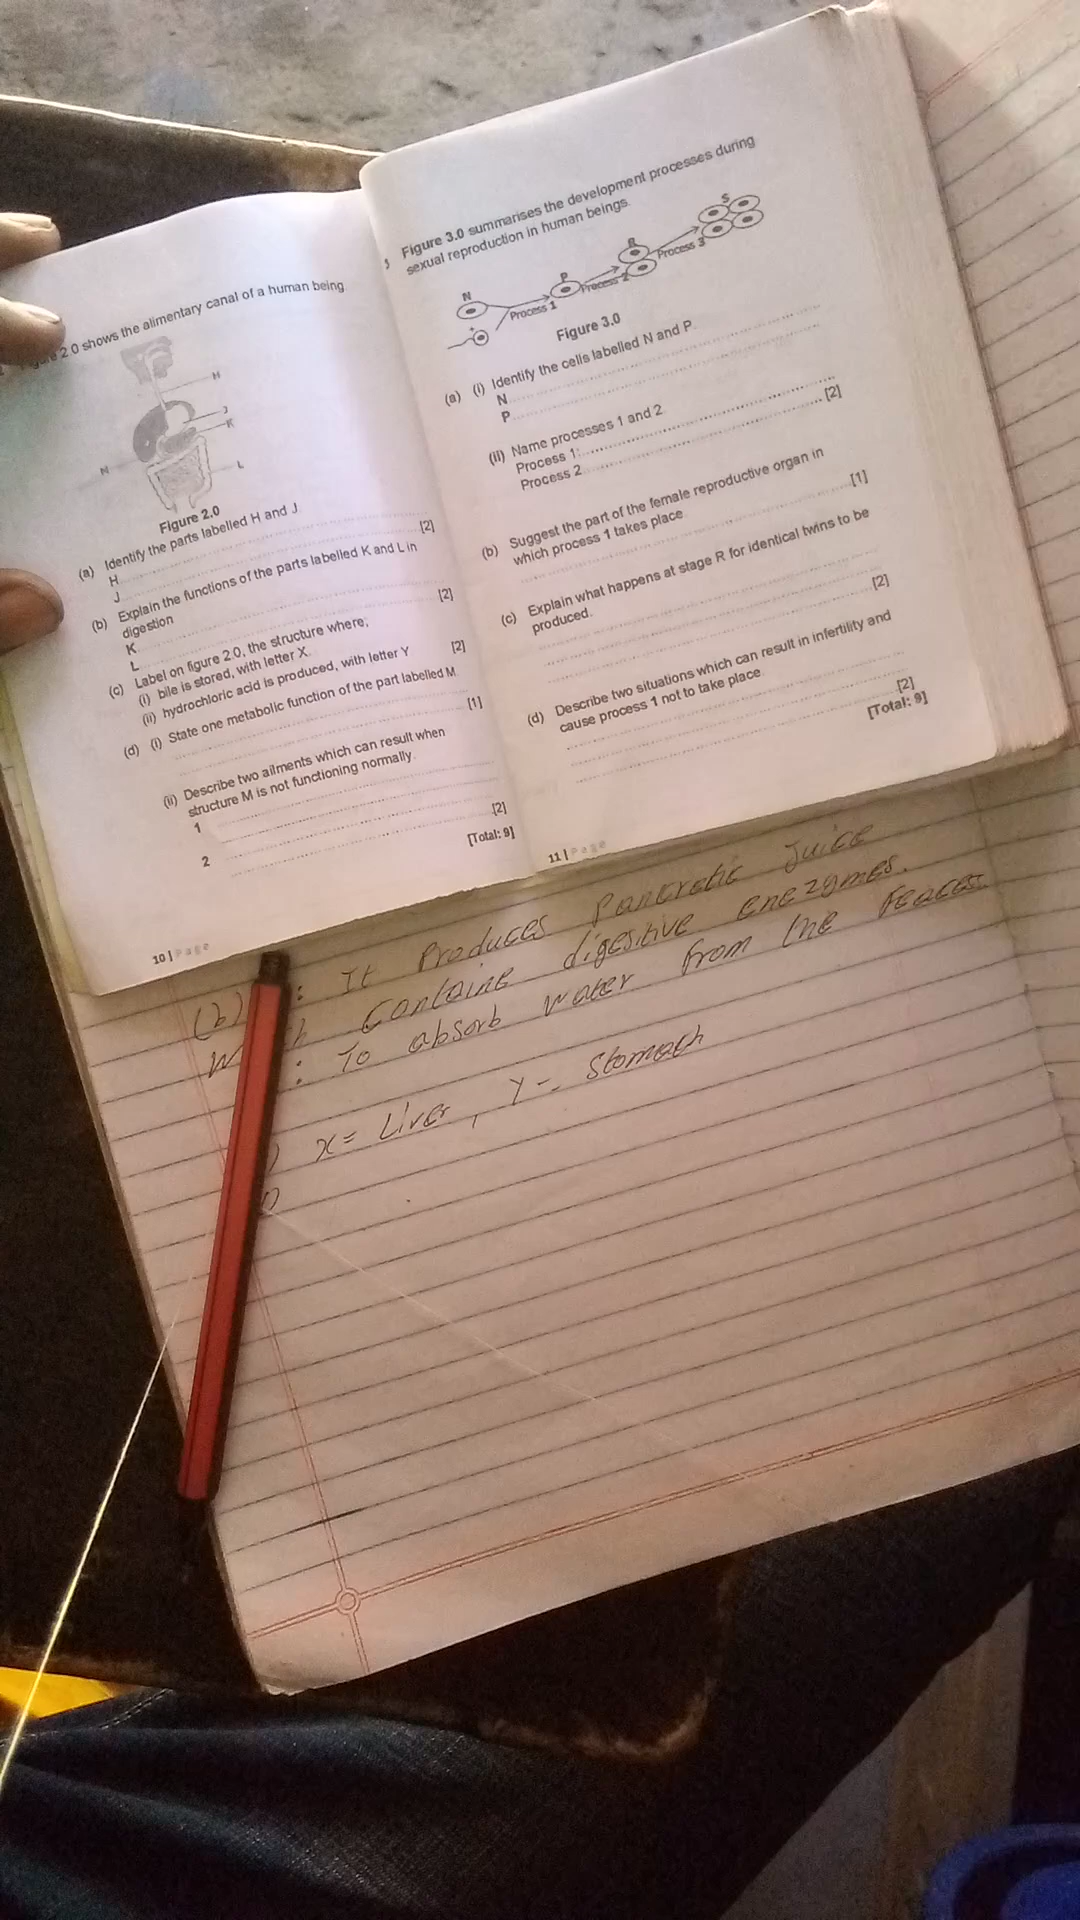 2 0 shows the alimentary canal of a human being
H
J
K
N
L
Figure 2.0
(a) Identify the parts labelled H and J
H
J
[2]
(b) Explain the functions of the parts labelled K and L in
digestion
K
L
[2]
(c) Label on figure 2.0, the structure where;
(i) bile is stored, with letter X.
(ii) hydrochloric acid is produced, with letter Y
[2]
(d) (i) State one metabolic function of the part labelled M
[1]
(ii) Describe two ailments which can result when
structure M is not functioning normally.
1
2
[2]
[Total: 9]
10 | Page
Figure 3.0 summarises the development processes during
sexual reproduction in human beings.
N
Process 1
P
Process 2
R
Process 3
S
Figure 3.0
(a) (i) Identify the cells labelled N and P.
N
P
[2]
(ii) Name processes 1 and 2
Process 1:
Process 2
(b) Suggest the part of the female reproductive organ in
which process 1 takes place
[1]
(c) Explain what happens at stage R for identical twins to be
produced.
[2]
(d) Describe two situations which can result in infertility and
cause process 1 not to take place
[2]
[Total: 9]
11 | Page
(b) : It Produces Pancreatic Juice
Containe digestive enezymes.
: To absorb water from the Feaces.
) X= Liver, Y-. Stomach